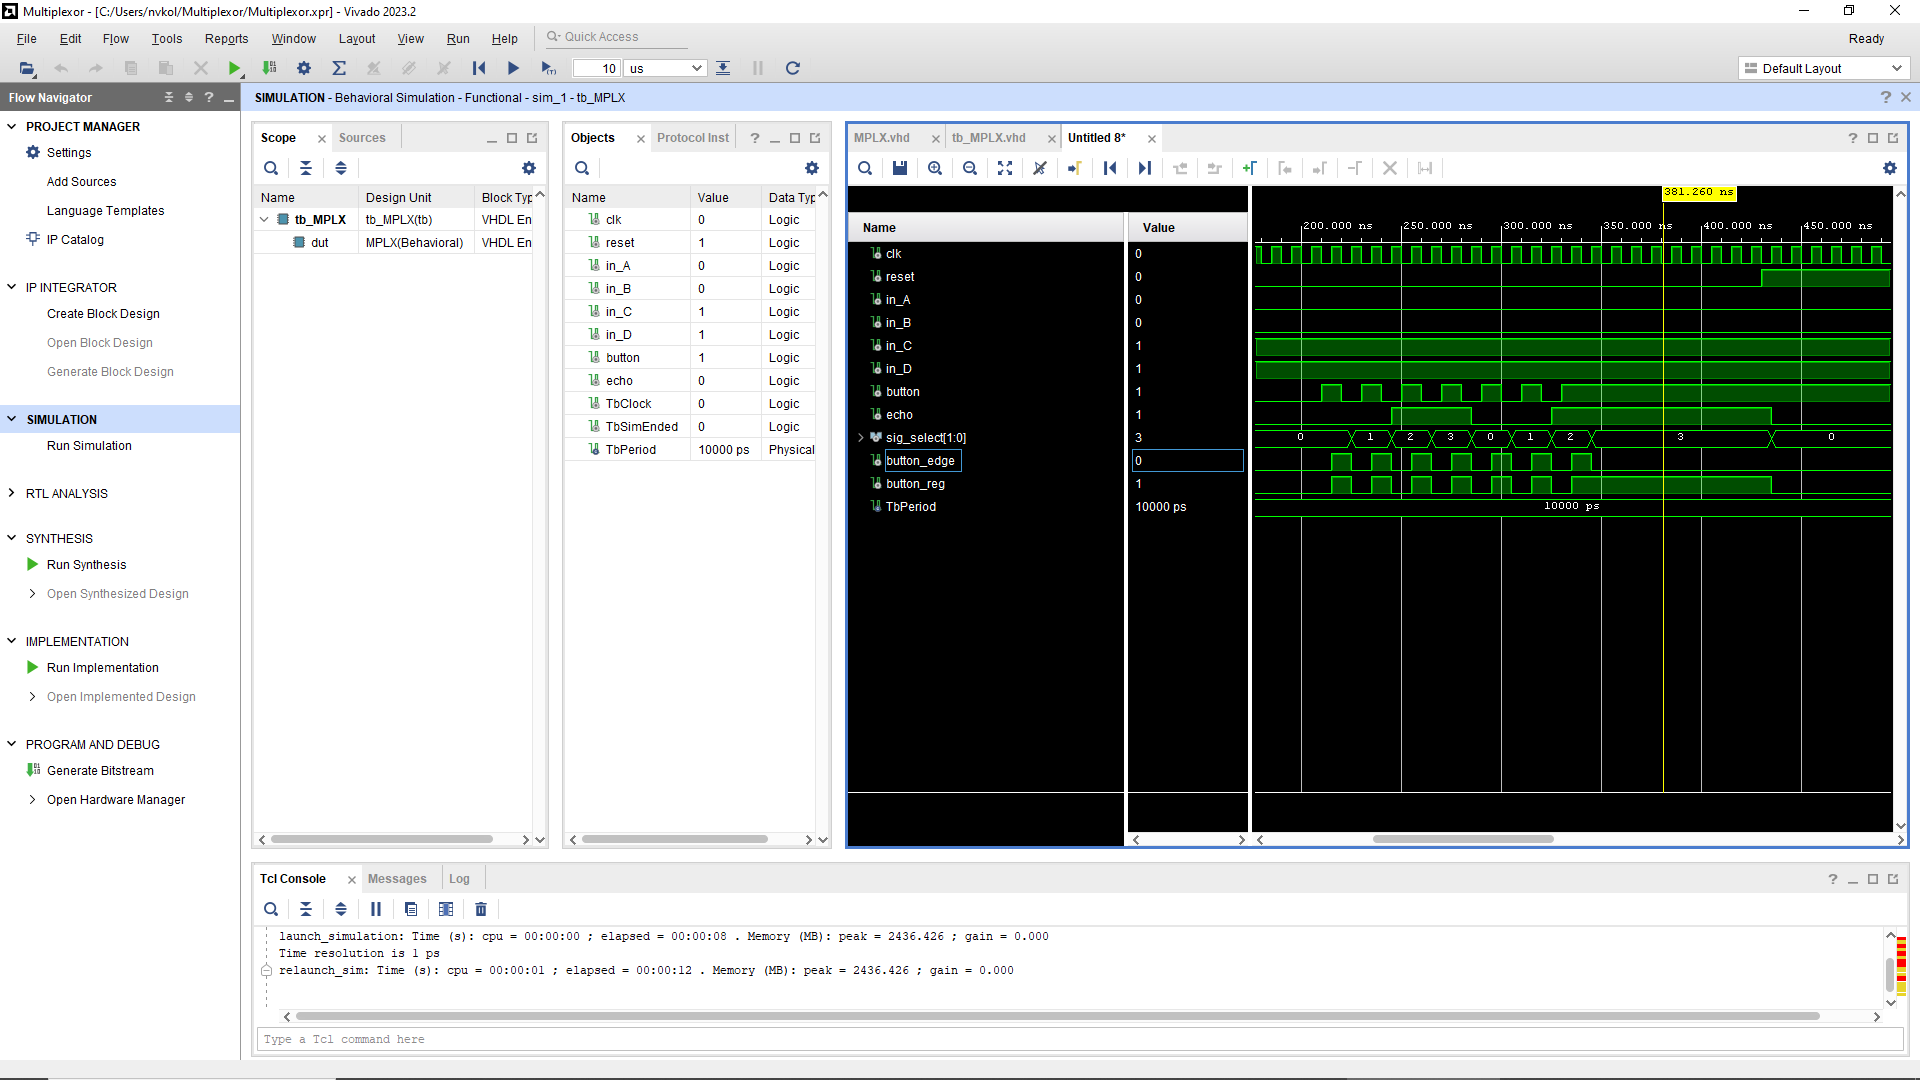 Multiplexor - [C:/Users/nvkol/Multiplexor/Multiplexor.xpr] - Vivado 2023.2
File Edit Flow Tools Reports Window Layout View Run Help Quick Access Ready
10 us Default Layout
Flow Navigator
PROJECT MANAGER
Settings
Add Sources
Language Templates
IP Catalog
IP INTEGRATOR
Create Block Design
Open Block Design
Generate Block Design
SIMULATION
Run Simulation
RTL ANALYSIS
SYNTHESIS
Run Synthesis
Open Synthesized Design
IMPLEMENTATION
Run Implementation
Open Implemented Design
PROGRAM AND DEBUG
Generate Bitstream
Open Hardware Manager
SIMULATION - Behavioral Simulation - Functional - sim_1 - tb_MPLX
Scope Sources
Name Design Unit Block Typ
tb_MPLX tb_MPLX(tb) VHDL En
dut MPLX(Behavioral) VHDL En
Objects Protocol Inst
Name Value Data Typ
clk 0 Logic
reset 1 Logic
in_A 0 Logic
in_B 0 Logic
in_C 1 Logic
in_D 1 Logic
button 1 Logic
echo 0 Logic
TbClock 0 Logic
TbSimEnded 0 Logic
TbPeriod 10000 ps Physical
MPLX.vhd tb_MPLX.vhd Untitled 8*
381.260 ns
Name Value
200.000 ns 250.000 ns 300.000 ns 350.000 ns 400.000 ns 450.000 ns
clk 0
reset 0
in_A 0
in_B 0
in_C 1
in_D 1
button 1
echo 1
sig_select[1:0] 3 0 1 2 3 0 1 2 3 0
button_edge 0
button_reg 1
TbPeriod 10000 ps 10000 ps
Tcl Console Messages Log
launch_simulation: Time (s): cpu = 00:00:00 ; elapsed = 00:00:08 . Memory (MB): peak = 2436.426 ; gain = 0.000
Time resolution is 1 ps
relaunch_sim: Time (s): cpu = 00:00:01 ; elapsed = 00:00:12 . Memory (MB): peak = 2436.426 ; gain = 0.000
Type a Tcl command here